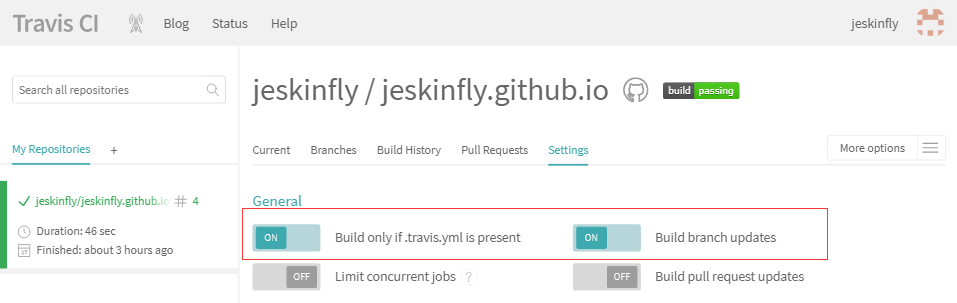 Travis CI Blog Status Help jeskinfly
Search all repositories
jeskinfly / jeskinfly.github.io build passing
My Repositories +
Current Branches Build History Pull Requests Settings More options
jeskinfly/jeskinfly.github.io # 4
Duration: 46 sec
Finished: about 3 hours ago
General
ON Build only if .travis.yml is present ON Build branch updates
OFF Limit concurrent jobs ? OFF Build pull request updates